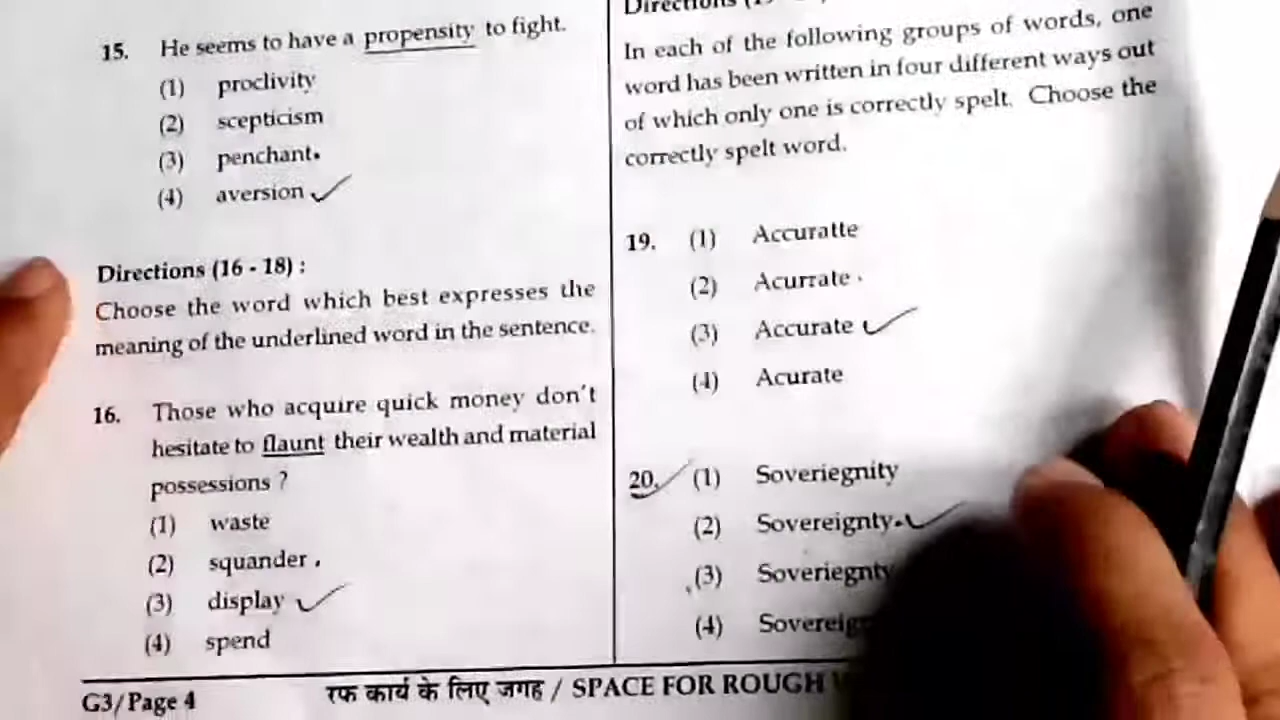 15. He seems to have a propensity to fight.
(1) proclivity
(2) scepticism
(3) penchant
(4) aversion
Directions (16 - 18) :
Choose the word which best expresses the
meaning of the underlined word in the sentence.
16. Those who acquire quick money don't
hesitate to flaunt their wealth and material
possessions ?
(1) waste
(2) squander
(3) display
(4) spend
Directions
In each of the following groups of words, one
word has been written in four different ways out
of which only one is correctly spelt. Choose the
correctly spelt word.
19. (1) Accuratte
(2) Acurrate
(3) Accurate
(4) Acurate
20. (1) Soveriegnity
(2) Sovereignty
(3) Soveriegnty
(4)
G3/Page 4
रफ कार्य के लिए जगह / SPACE FOR ROUGH